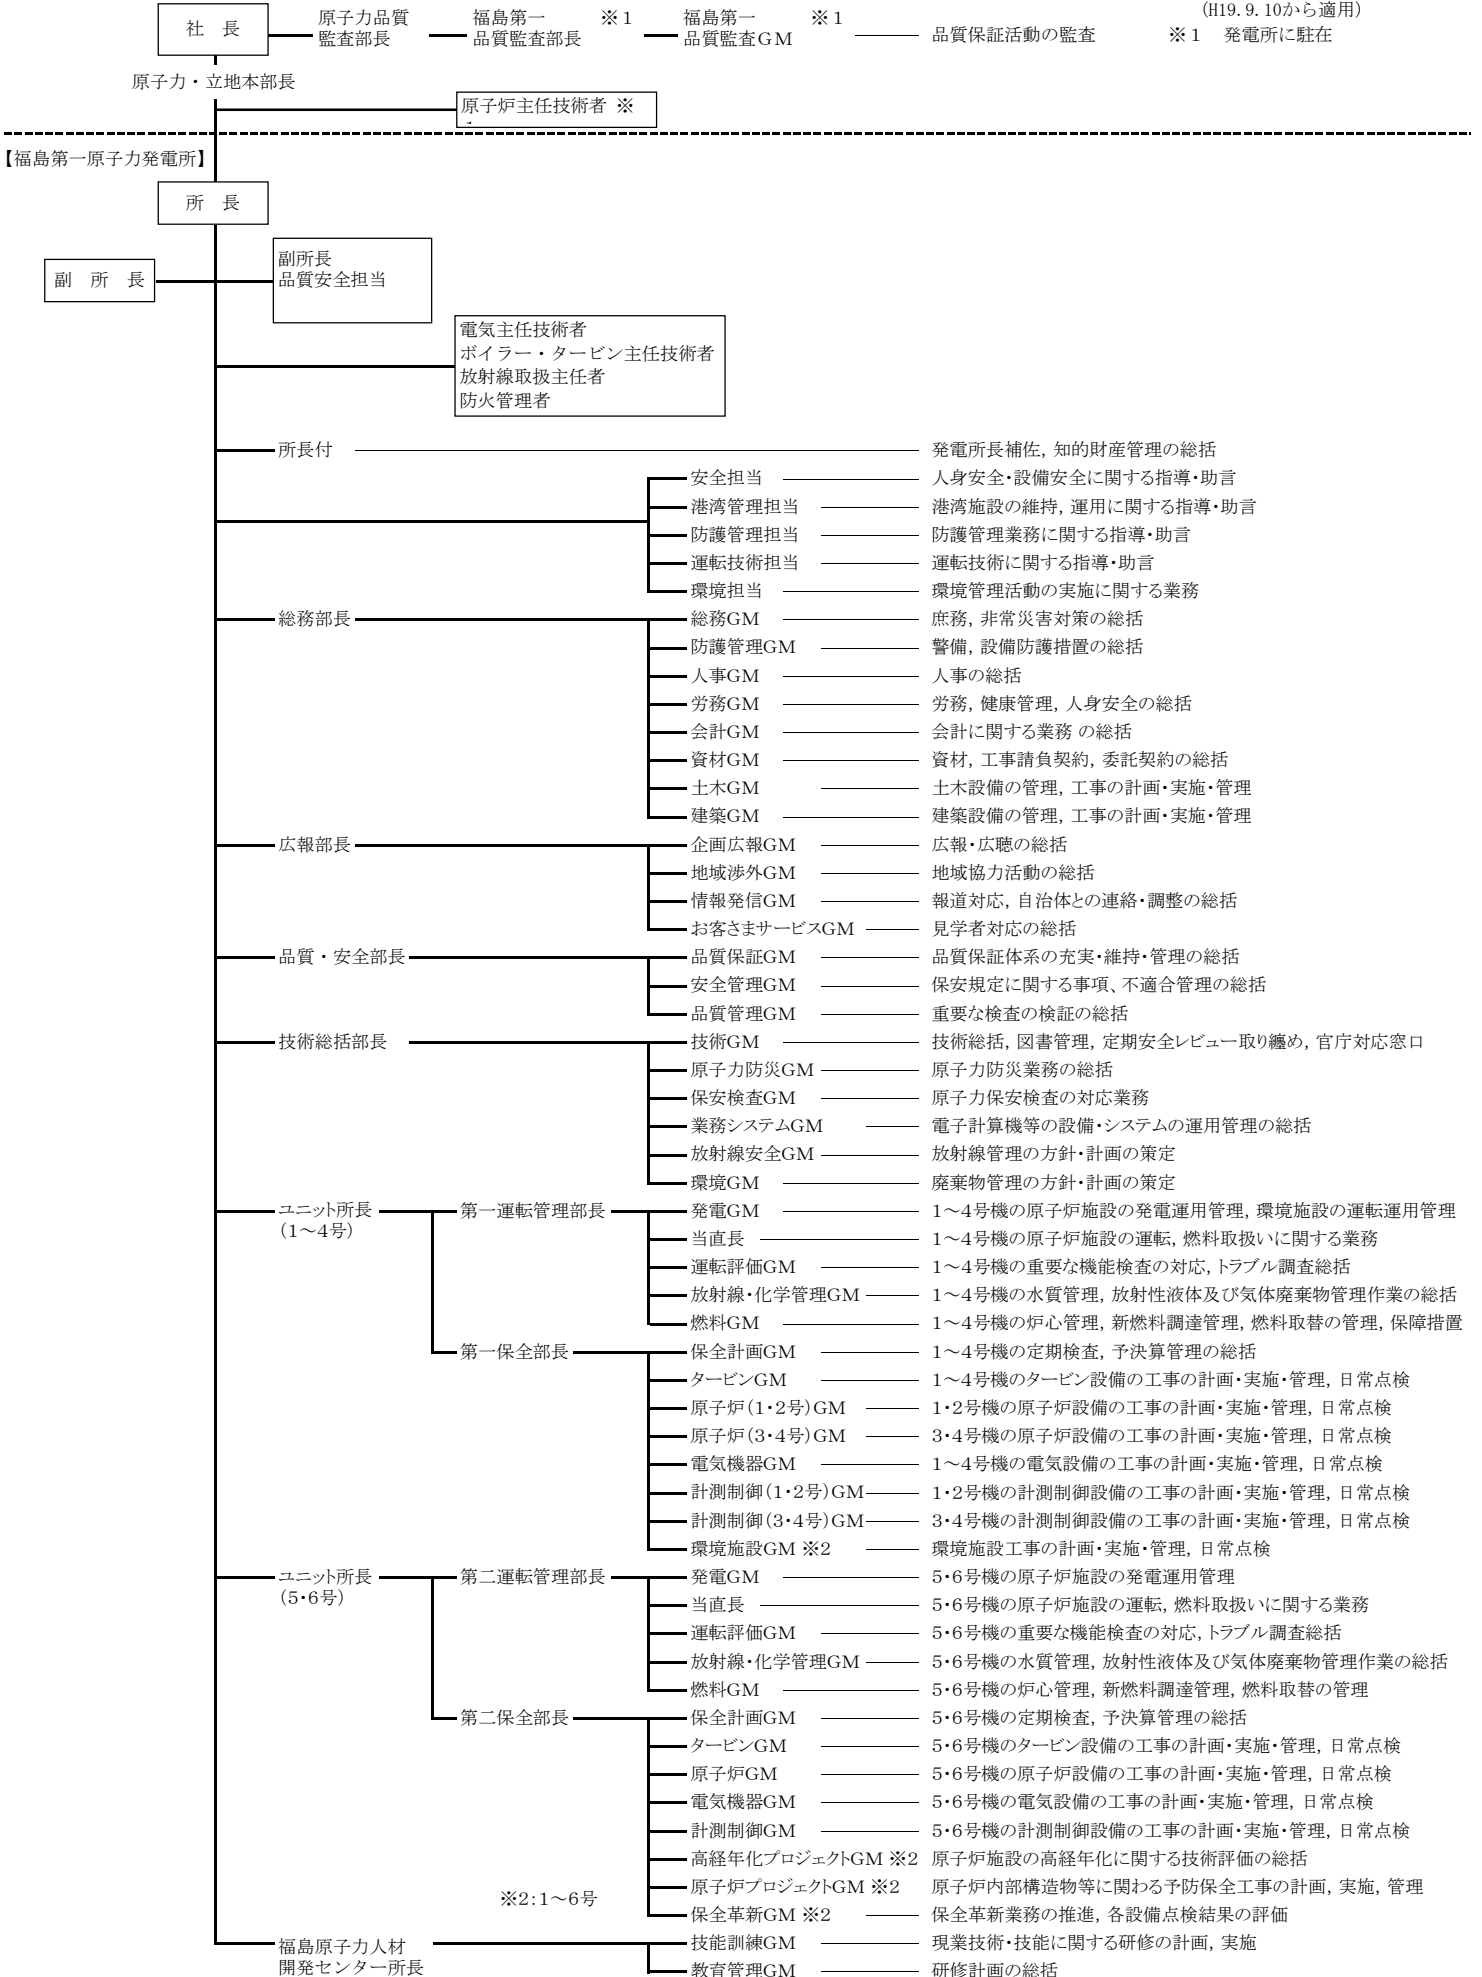 (H19.9.10から適用)
社　長
原子力品質
監査部長
福島第一　※１
品質監査部長
福島第一　※１
品質監査ＧＭ
品質保証活動の監査
※１　発電所に駐在
原子力・立地本部長
原子炉主任技術者 ※
【福島第一原子力発電所】
所　長
副　所　長
副所長
品質安全担当
電気主任技術者
ボイラー・タービン主任技術者
放射線取扱主任者
防火管理者
所長付　発電所長補佐, 知的財産管理の総括
安全担当　人身安全・設備安全に関する指導・助言
港湾管理担当　港湾施設の維持, 運用に関する指導・助言
防護管理担当　防護管理業務に関する指導・助言
運転技術担当　運転技術に関する指導・助言
環境担当　環境管理活動の実施に関する業務
総務部長　総務GM　庶務, 非常災害対策の総括
防護管理GM　警備, 設備防護措置の総括
人事GM　人事の総括
労務GM　労務, 健康管理, 人身安全の総括
会計GM　会計に関する業務 の総括
資材GM　資材, 工事請負契約, 委託契約の総括
土木GM　土木設備の管理, 工事の計画・実施・管理
建築GM　建築設備の管理, 工事の計画・実施・管理
広報部長　企画広報GM　広報・広聴の総括
地域渉外GM　地域協力活動の総括
情報発信GM　報道対応, 自治体との連絡・調整の総括
お客さまサービスGM　見学者対応の総括
品質・安全部長　品質保証GM　品質保証体系の充実・維持・管理の総括
安全管理GM　保安規定に関する事項、不適合管理の総括
品質管理GM　重要な検査の検証の総括
技術総括部長　技術GM　技術総括, 図書管理, 定期安全レビュー取り纏め, 官庁対応窓口
原子力防災GM　原子力防災業務の総括
保安検査GM　原子力保安検査の対応業務
業務システムGM　電子計算機等の設備・システムの運用管理の総括
放射線安全GM　放射線管理の方針・計画の策定
環境GM　廃棄物管理の方針・計画の策定
ユニット所長　第一運転管理部長　発電GM　1～4号機の原子炉施設の発電運用管理, 環境施設の運転運用管理
(1～4号)　当直長　1～4号機の原子炉施設の運転, 燃料取扱いに関する業務
運転評価GM　1～4号機の重要な機能検査の対応, トラブル調査総括
放射線・化学管理GM　1～4号機の水質管理, 放射性液体及び気体廃棄物管理作業の総括
燃料GM　1～4号機の炉心管理, 新燃料調達管理, 燃料取替の管理, 保障措置
第一保全部長　保全計画GM　1～4号機の定期検査, 予決算管理の総括
タービンGM　1～4号機のタービン設備の工事の計画・実施・管理, 日常点検
原子炉(1・2号)GM　1・2号機の原子炉設備の工事の計画・実施・管理, 日常点検
原子炉(3・4号)GM　3・4号機の原子炉設備の工事の計画・実施・管理, 日常点検
電気機器GM　1～4号機の電気設備の工事の計画・実施・管理, 日常点検
計測制御(1・2号)GM　1・2号機の計測制御設備の工事の計画・実施・管理, 日常点検
計測制御(3・4号)GM　3・4号機の計測制御設備の工事の計画・実施・管理, 日常点検
環境施設GM ※2　環境施設工事の計画・実施・管理, 日常点検
ユニット所長　第二運転管理部長　発電GM　5・6号機の原子炉施設の発電運用管理
(5・6号)　当直長　5・6号機の原子炉施設の運転, 燃料取扱いに関する業務
運転評価GM　5・6号機の重要な機能検査の対応, トラブル調査総括
放射線・化学管理GM　5・6号機の水質管理, 放射性液体及び気体廃棄物管理作業の総括
燃料GM　5・6号機の炉心管理, 新燃料調達管理, 燃料取替の管理
第二保全部長　保全計画GM　5・6号機の定期検査, 予決算管理の総括
タービンGM　5・6号機のタービン設備の工事の計画・実施・管理, 日常点検
原子炉GM　5・6号機の原子炉設備の工事の計画・実施・管理, 日常点検
電気機器GM　5・6号機の電気設備の工事の計画・実施・管理, 日常点検
計測制御GM　5・6号機の計測制御設備の工事の計画・実施・管理, 日常点検
高経年化プロジェクトGM ※2　原子炉施設の高経年化に関する技術評価の総括
原子炉プロジェクトGM ※2　原子炉内部構造物等に関わる予防保全工事の計画, 実施, 管理
※2:1～6号
保全革新GM ※2　保全革新業務の推進, 各設備点検結果の評価
福島原子力人材　技能訓練GM　現業技術・技能に関する研修の計画, 実施
開発センター所長　教育管理GM　研修計画の総括